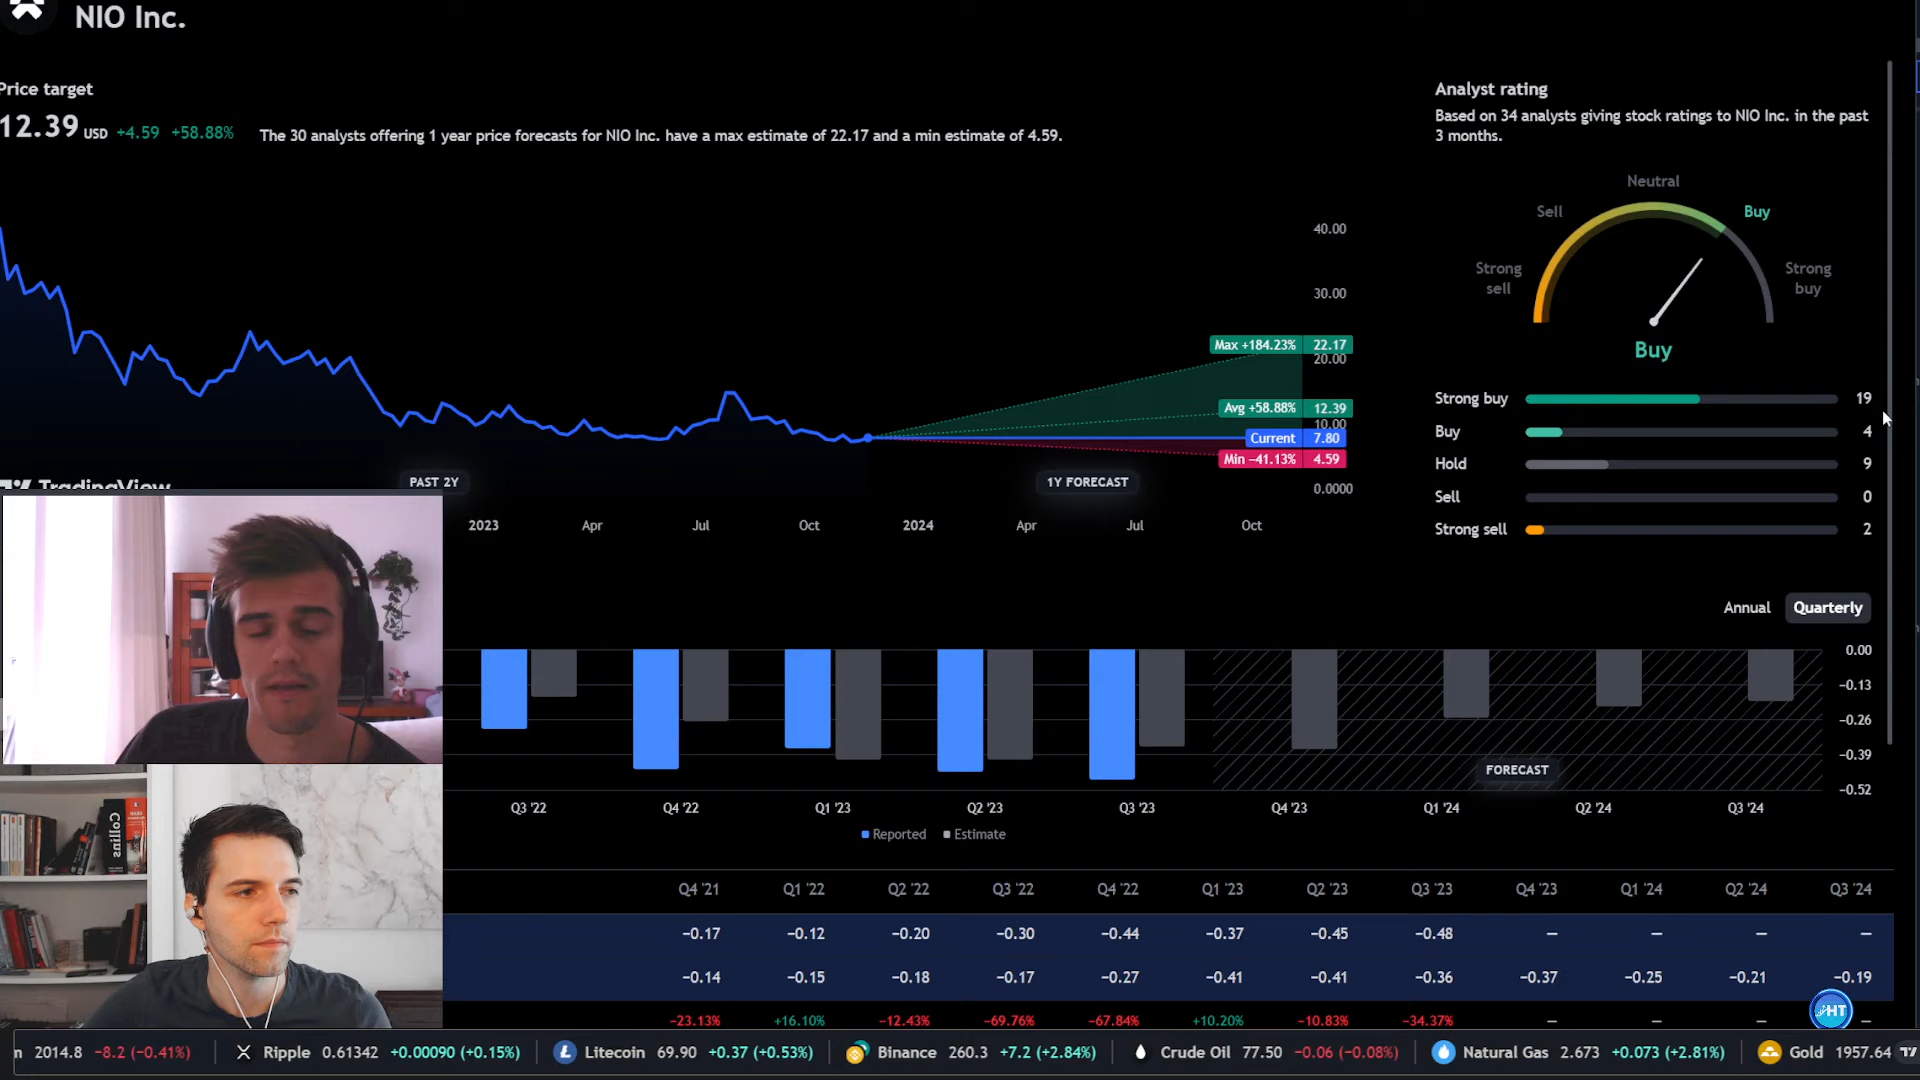 NIO Inc.
Price target
12.39 USD +4.59 +58.88%
The 30 analysts offering 1 year price forecasts for NIO Inc. have a max estimate of 22.17 and a min estimate of 4.59.
40.00
30.00
Max +184.23% 22.17
20.00
Avg +58.88% 12.39
10.00
Current 7.80
Min −41.13% 4.59
0.0000
PAST 2Y
1Y FORECAST
TradingView
2023 Apr Jul Oct 2024 Apr Jul Oct
Analyst rating
Based on 34 analysts giving stock ratings to NIO Inc. in the past
3 months.
Neutral
Sell
Buy
Strong
sell
Strong
buy
Buy
Strong buy 19
Buy 4
Hold 9
Sell 0
Strong sell 2
Annual Quarterly
0.00
−0.13
−0.26
−0.39
−0.52
FORECAST
Q3 '22 Q4 '22 Q1 '23 Q2 '23 Q3 '23 Q4 '23 Q1 '24 Q2 '24 Q3 '24
Reported Estimate
Q4 '21 Q1 '22 Q2 '22 Q3 '22 Q4 '22 Q1 '23 Q2 '23 Q3 '23 Q4 '23 Q1 '24 Q2 '24 Q3 '24
−0.17 −0.12 −0.20 −0.30 −0.44 −0.37 −0.45 −0.48 — — — —
−0.14 −0.15 −0.18 −0.17 −0.27 −0.41 −0.41 −0.36 −0.37 −0.25 −0.21 −0.19
−23.13% +16.10% −12.43% −69.76% −67.84% +10.20% −10.83% −34.37% — — — —
Collins
HT
2014.8 −8.2 (−0.41%) Ripple 0.61342 +0.00090 (+0.15%) Litecoin 69.90 +0.37 (+0.53%) Binance 260.3 +7.2 (+2.84%) Crude Oil 77.50 −0.06 (−0.08%) Natural Gas 2.673 +0.073 (+2.81%) Gold 1957.64